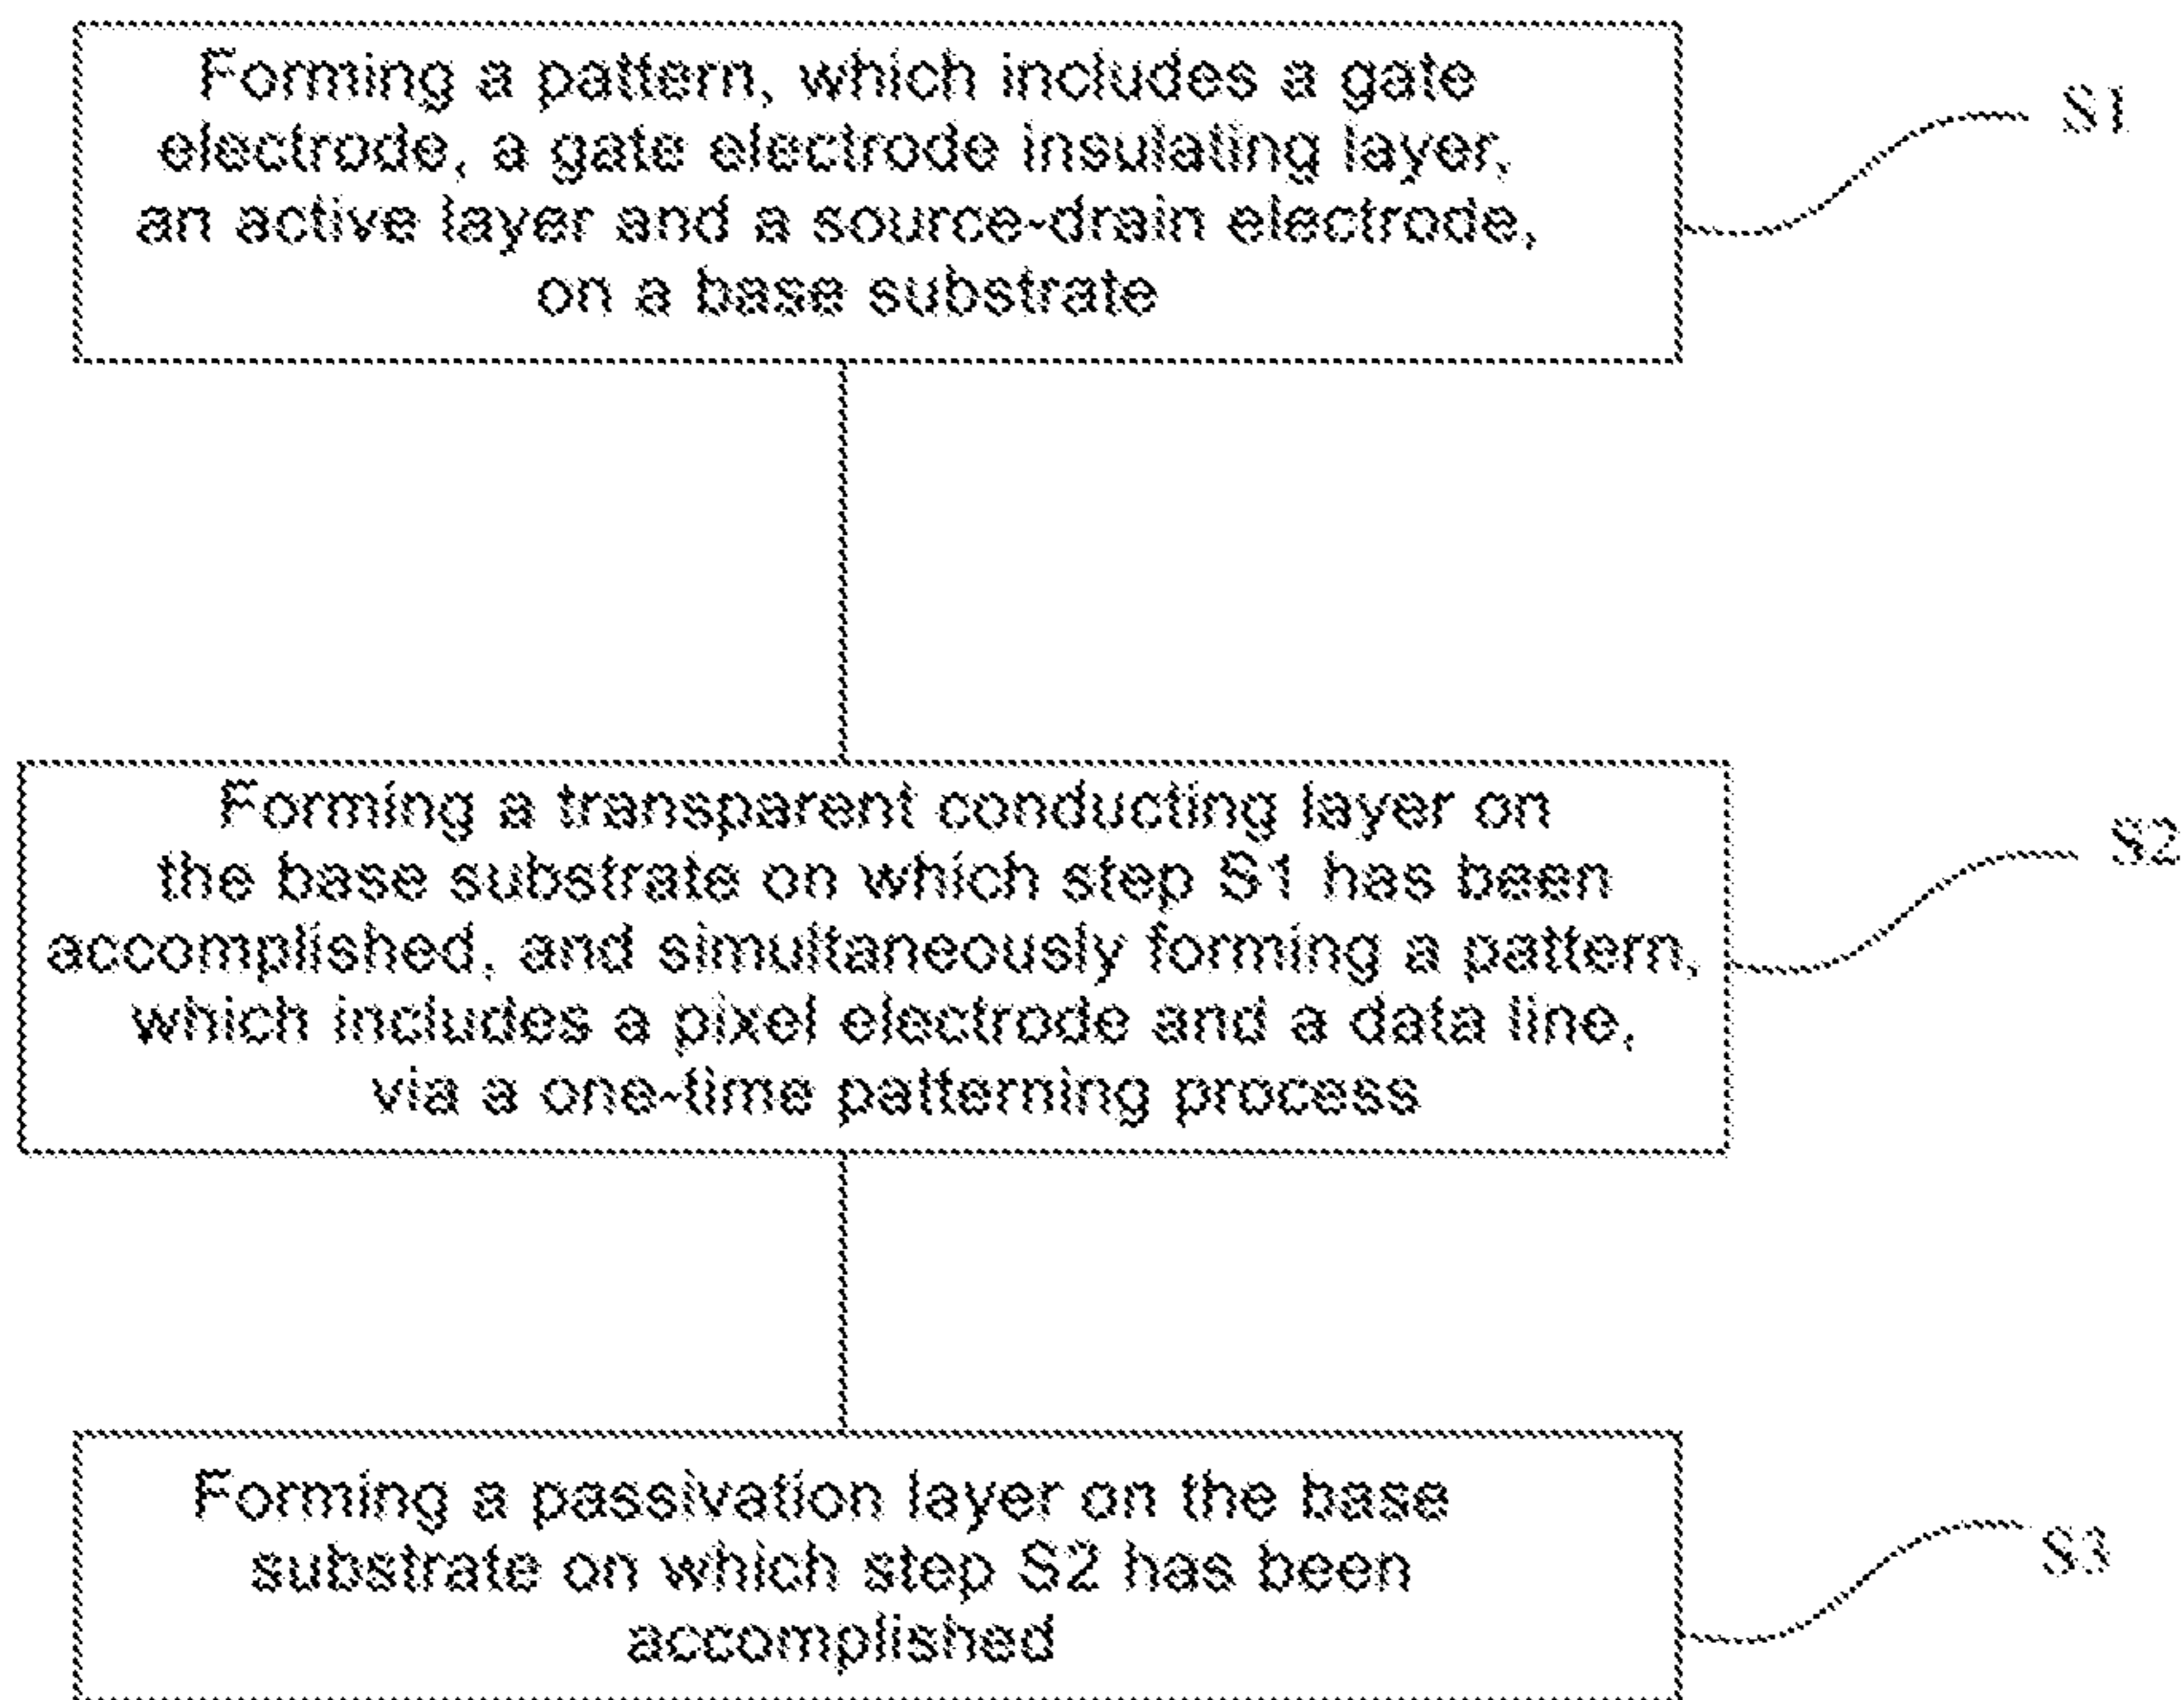 Forming a pattern, which includes a gate
electrode, a gate electrode insulating layer,
an active layer and a source-drain electrode,
on a base substrate
S1
Forming a transparent conducting layer on
the base substrate on which step S1 has been
accomplished, and simultaneously forming a pattern,
which includes a pixel electrode and a data line,
via a one-time patterning process
S2
Forming a passivation layer on the base
substrate on which step S2 has been
accomplished
S3